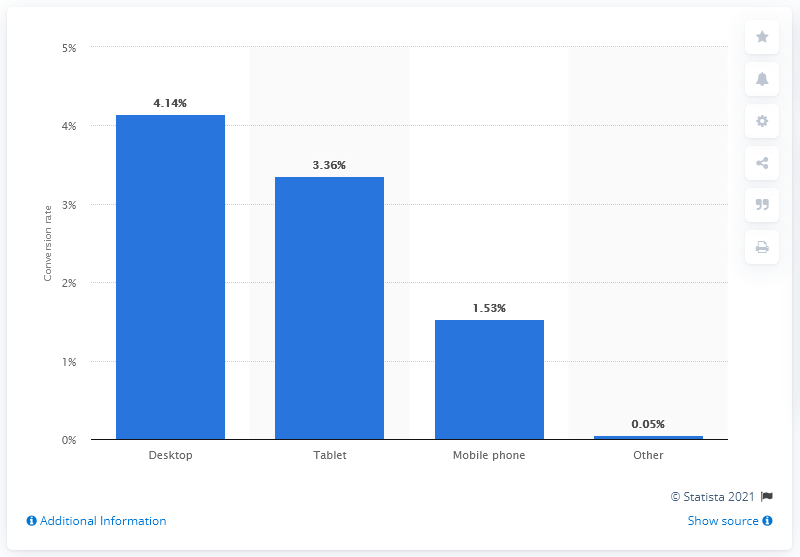 5%
4.14%
4%
3.36%
3%
Conversion rate
2%
1.53%
1%
0.05%
0%
Desktop Tablet Mobile phone Other
© Statista 2021
Additional Information Show source